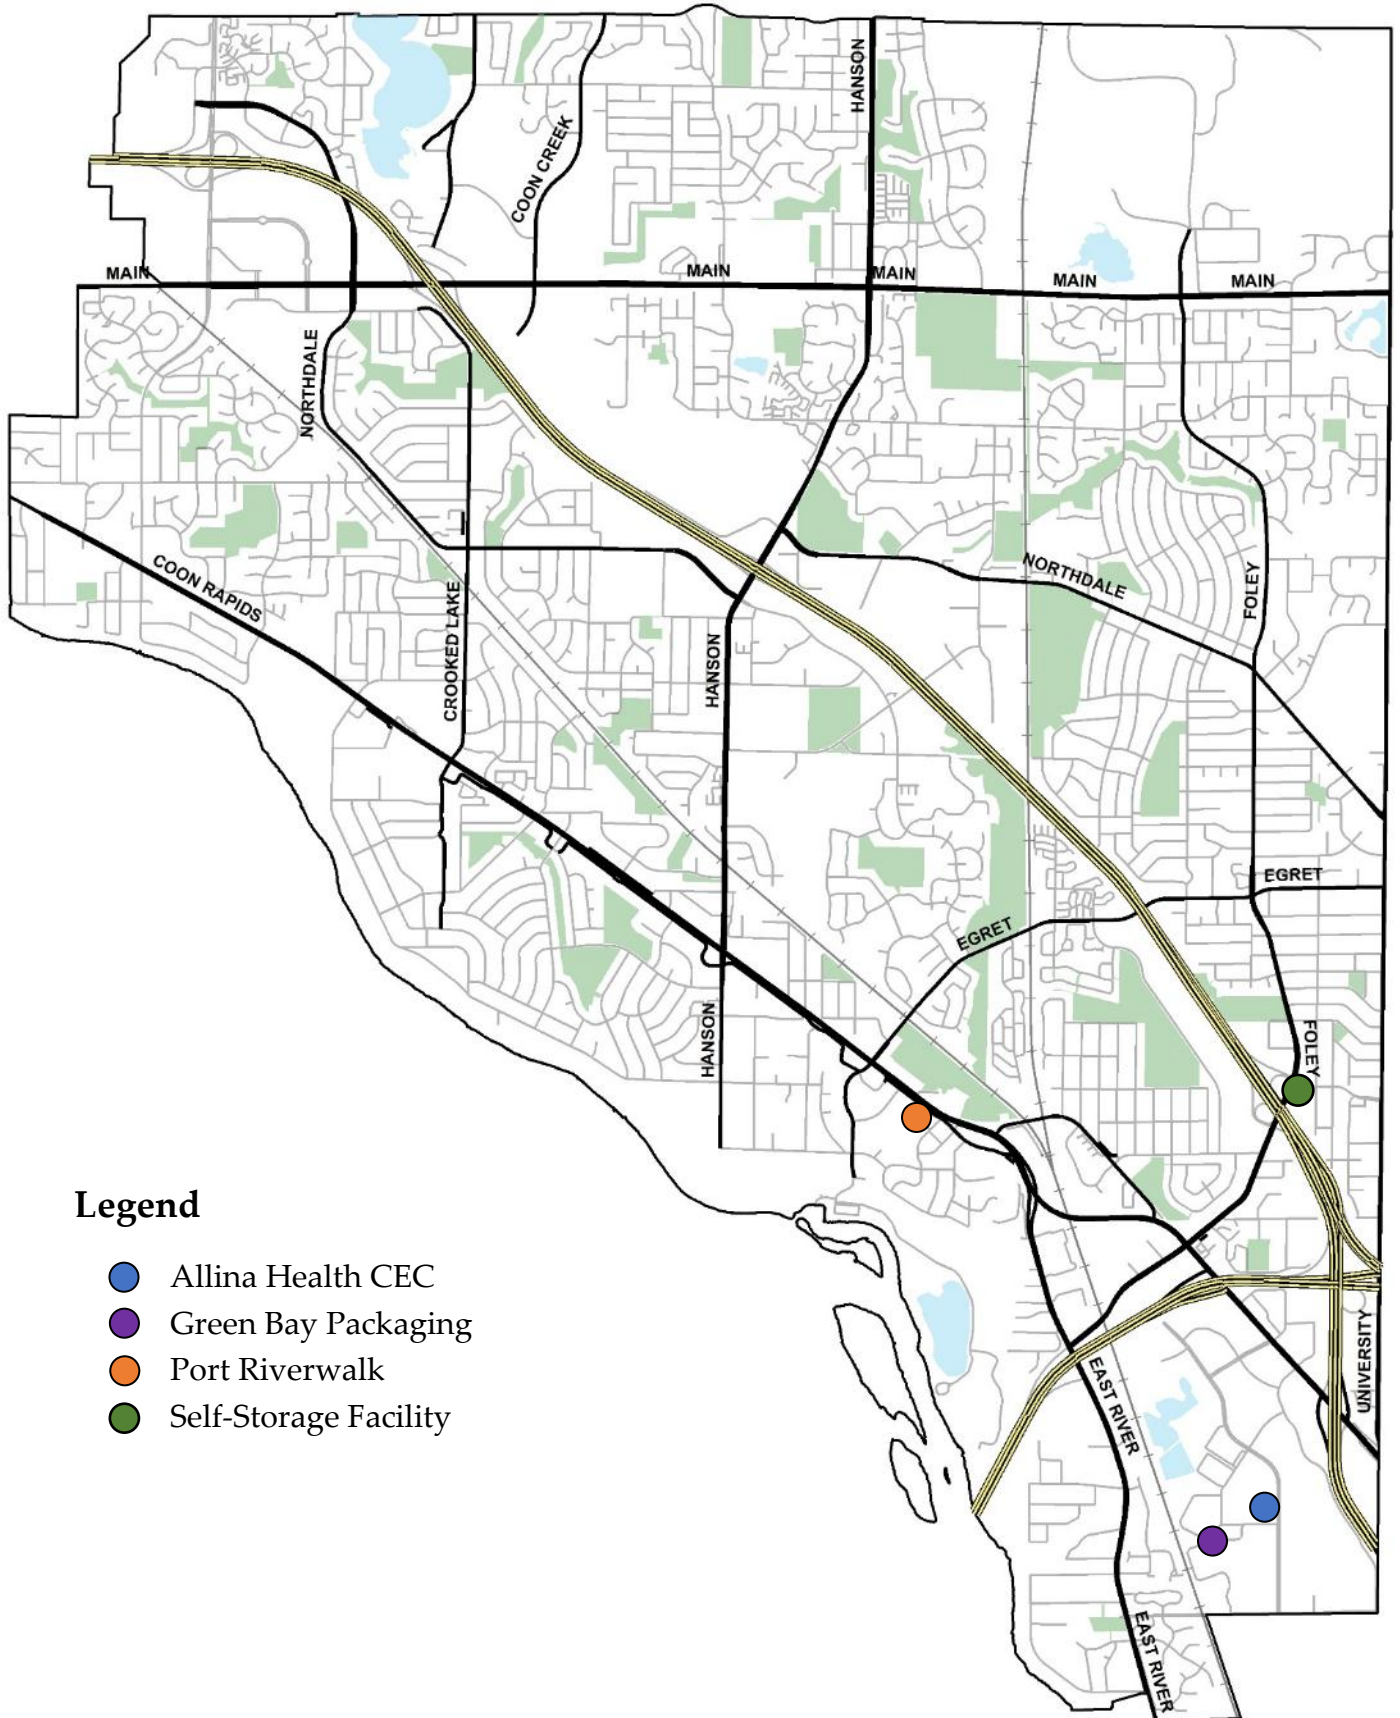 HANSON
COON CREEK
MAIN
MAIN
MAIN
MAIN
MAIN
NORTHDALE
COON RAPIDS
CROOKED LAKE
HANSON
NORTHDALE
FOLEY
EGRET
EGRET
HANSON
FOLEY
Legend
Allina Health CEC
Green Bay Packaging
Port Riverwalk
Self-Storage Facility
UNIVERSITY
EAST RIVER
EAST RIVER